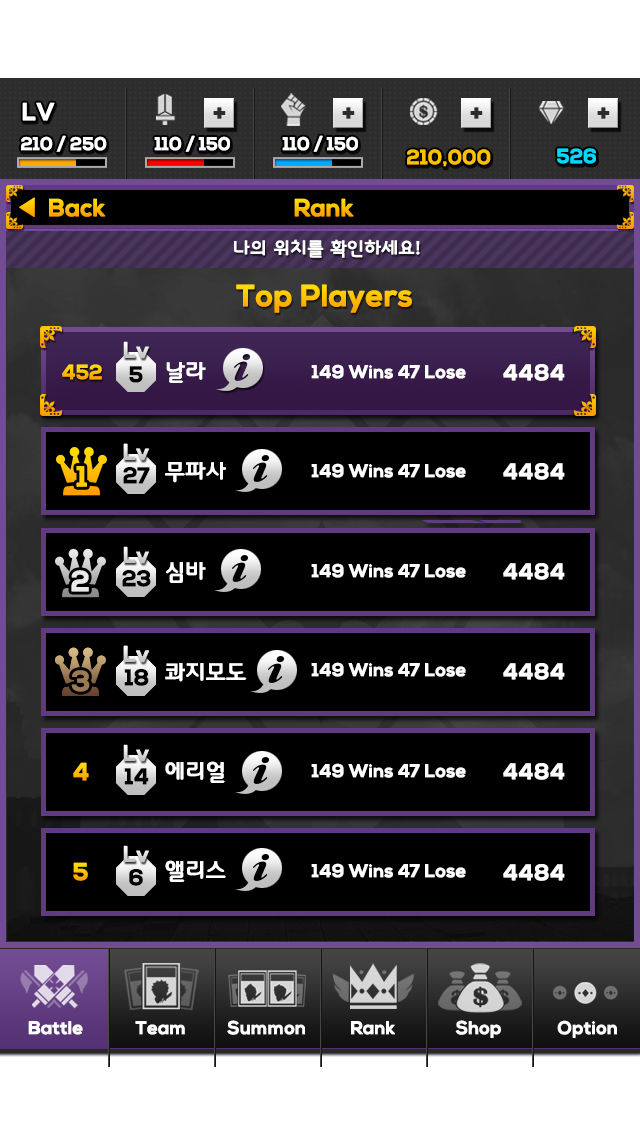 LV
210 / 250
110 / 150
110 / 150
210,000
526
Back
Rank
나의 위치를 확인하세요!
Top Players
452 Lv 5 날라 i 149 Wins 47 Lose 4484
1 Lv 27 무파사 i 149 Wins 47 Lose 4484
2 Lv 23 심바 i 149 Wins 47 Lose 4484
3 Lv 18 콰지모도 i 149 Wins 47 Lose 4484
4 Lv 14 에리얼 i 149 Wins 47 Lose 4484
5 Lv 6 앨리스 i 149 Wins 47 Lose 4484
Battle
Team
Summon
Rank
Shop
Option